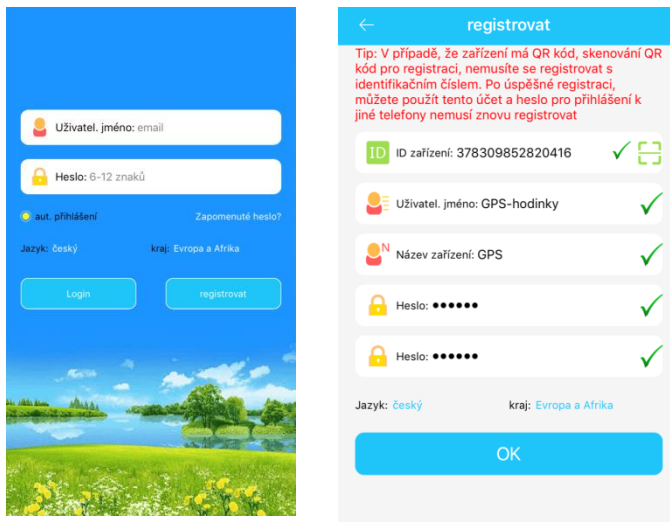 Uživatel. jméno: email
Heslo: 6-12 znaků
aut. přihlášení Zapomenuté heslo?
Jazyk: český kraj: Evropa a Afrika
Login registrovat
registrovat
Tip: V případě, že zařízení má QR kód, skenování QR
kód pro registraci, nemusíte se registrovat s
identifikačním číslem. Po úspěšné registraci,
můžete použít tento účet a heslo pro přihlášení k
jiné telefony nemusí znovu registrovat
ID ID zařízení: 378309852820416
Uživatel. jméno: GPS-hodinky
N Název zařízení: GPS
Heslo: ●●●●●●
Heslo: ●●●●●●
Jazyk: český kraj: Evropa a Afrika
OK